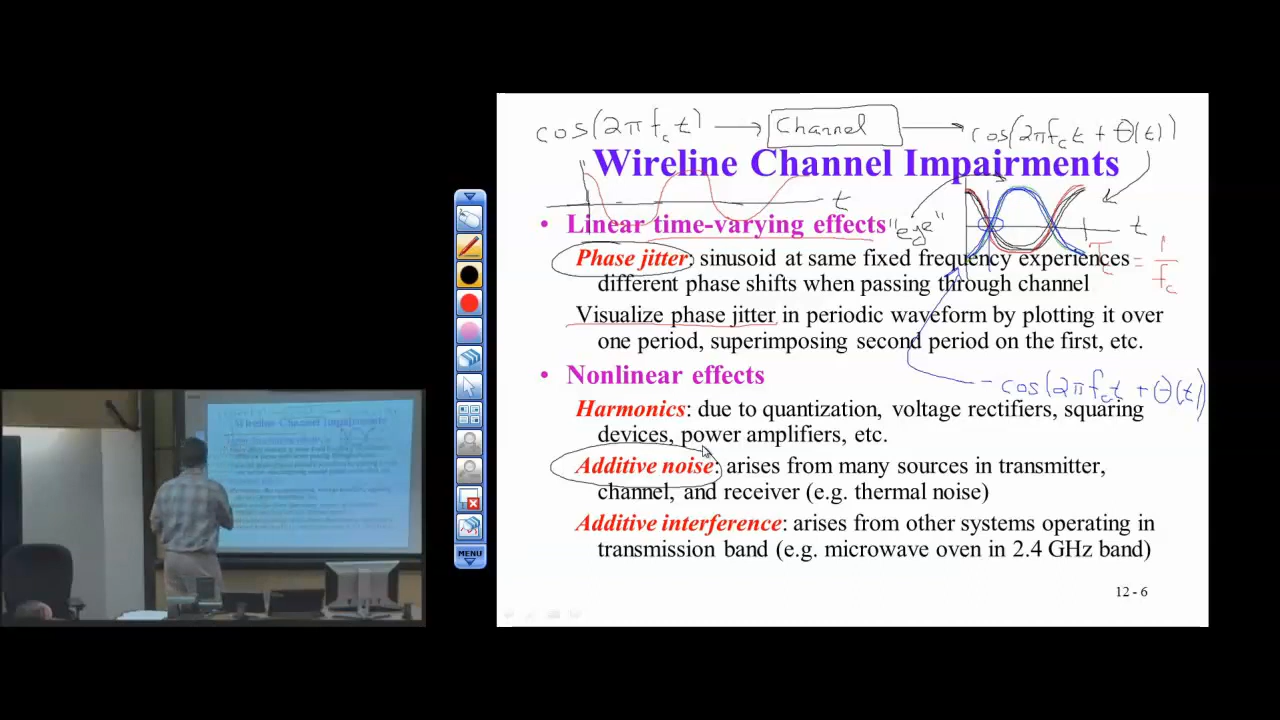 cos(2π f_c t) → Channel → cos(2π f_c t + θ(t))
Wireline Channel Impairments
t
• Linear time-varying effects
"eye"
t
Phase jitter: sinusoid at same fixed frequency experiences
T = 1/f_c
different phase shifts when passing through channel
Visualize phase jitter in periodic waveform by plotting it over
one period, superimposing second period on the first, etc.
• Nonlinear effects
- cos(2π f_c t + θ(t))
Harmonics: due to quantization, voltage rectifiers, squaring
devices, power amplifiers, etc.
Additive noise: arises from many sources in transmitter,
channel, and receiver (e.g. thermal noise)
Additive interference: arises from other systems operating in
transmission band (e.g. microwave oven in 2.4 GHz band)
12 - 6
MENU